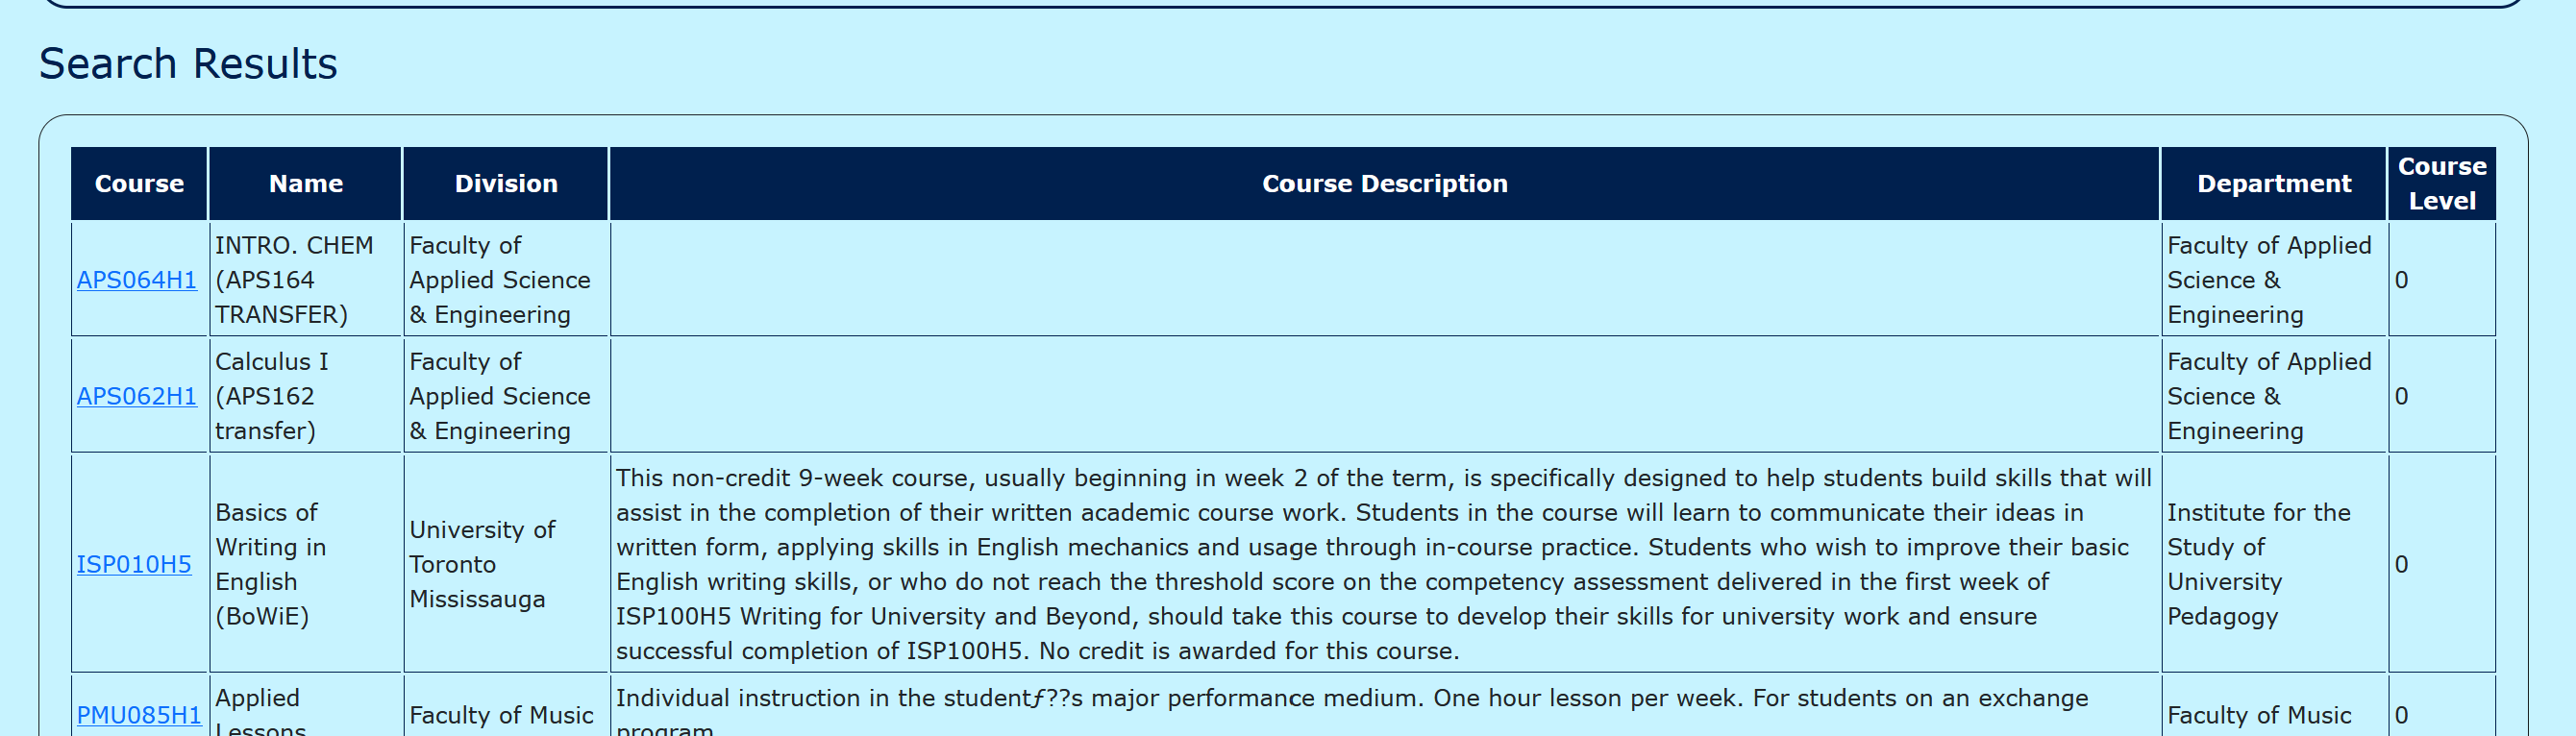 Search Results
Course Name Division Course Description Department Course Level
APS064H1
INTRO. CHEM
(APS164
TRANSFER)
Faculty of
Applied Science
& Engineering
Faculty of Applied
Science &
Engineering
0
APS062H1
Calculus I
(APS162
transfer)
Faculty of
Applied Science
& Engineering
Faculty of Applied
Science &
Engineering
0
ISP010H5
Basics of
Writing in
English
(BoWiE)
University of
Toronto
Mississauga
This non-credit 9-week course, usually beginning in week 2 of the term, is specifically designed to help students build skills that will
assist in the completion of their written academic course work. Students in the course will learn to communicate their ideas in
written form, applying skills in English mechanics and usage through in-course practice. Students who wish to improve their basic
English writing skills, or who do not reach the threshold score on the competency assessment delivered in the first week of
ISP100H5 Writing for University and Beyond, should take this course to develop their skills for university work and ensure
successful completion of ISP100H5. No credit is awarded for this course.
Institute for the
Study of
University
Pedagogy
0
PMU085H1
Applied
Lessons
Faculty of Music
Individual instruction in the studentƒ??s major performance medium. One hour lesson per week. For students on an exchange
program
Faculty of Music
0